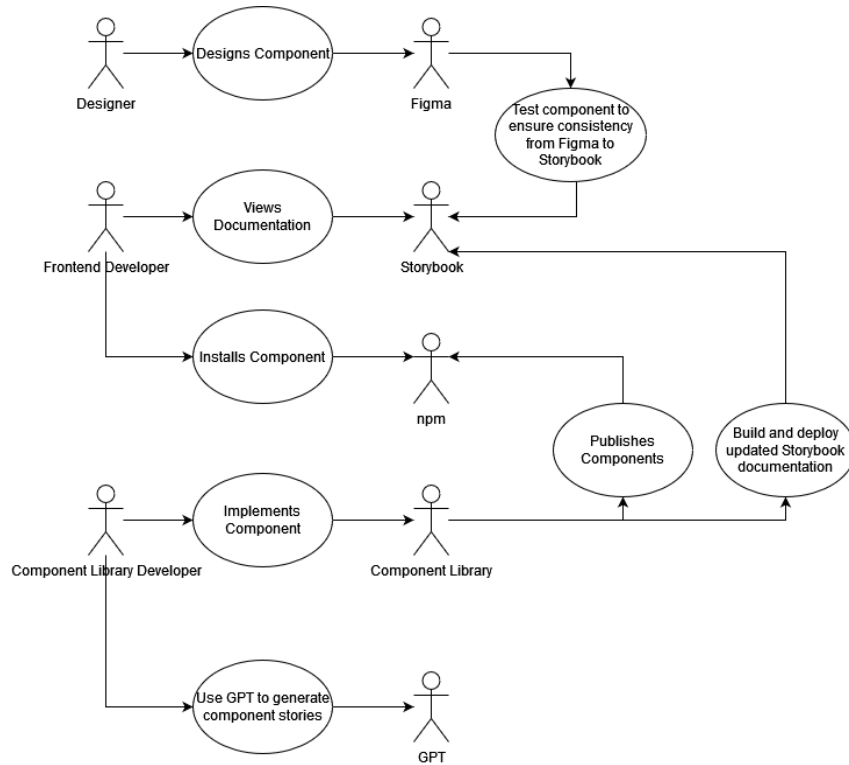 Designs Component
Designer
Figma
Test component to
ensure consistency
from Figma to
Storybook
Views
Documentation
Frontend Developer
Storybook
Installs Component
npm
Publishes
Components
Build and deploy
updated Storybook
documentation
Implements
Component
Component Library Developer
Component Library
Use GPT to generate
component stories
GPT